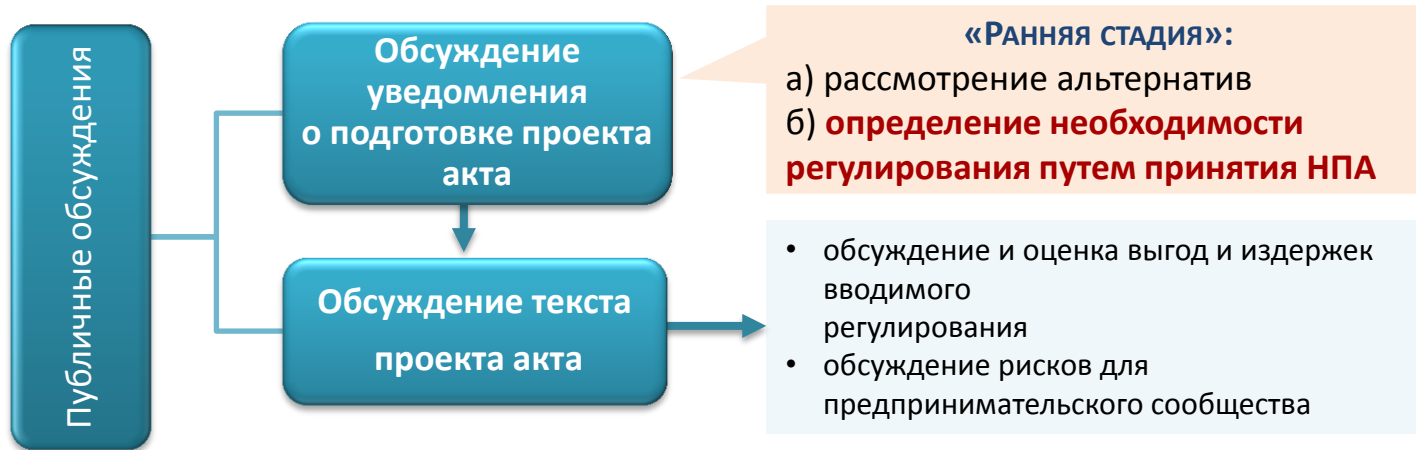 Публичные обсуждения
Обсуждение
уведомления
о подготовке проекта
акта
«Ранняя стадия»:
а) рассмотрение альтернатив
б) определение необходимости
регулирования путем принятия НПА
Обсуждение текста
проекта акта
• обсуждение и оценка выгод и издержек
вводимого
регулирования
• обсуждение рисков для
предпринимательского сообщества